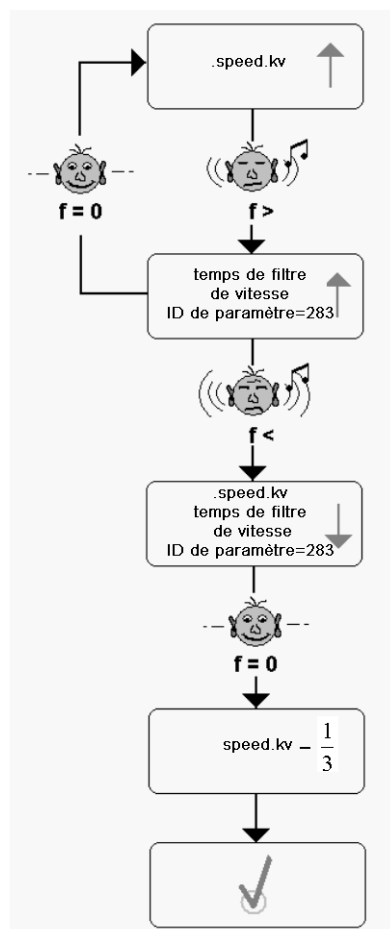 .speed.kv
f = 0
f >
temps de filtre
de vitesse
ID de paramètre=283
f <
.speed.kv
temps de filtre
de vitesse
ID de paramètre=283
f = 0
speed.kv – 1/3